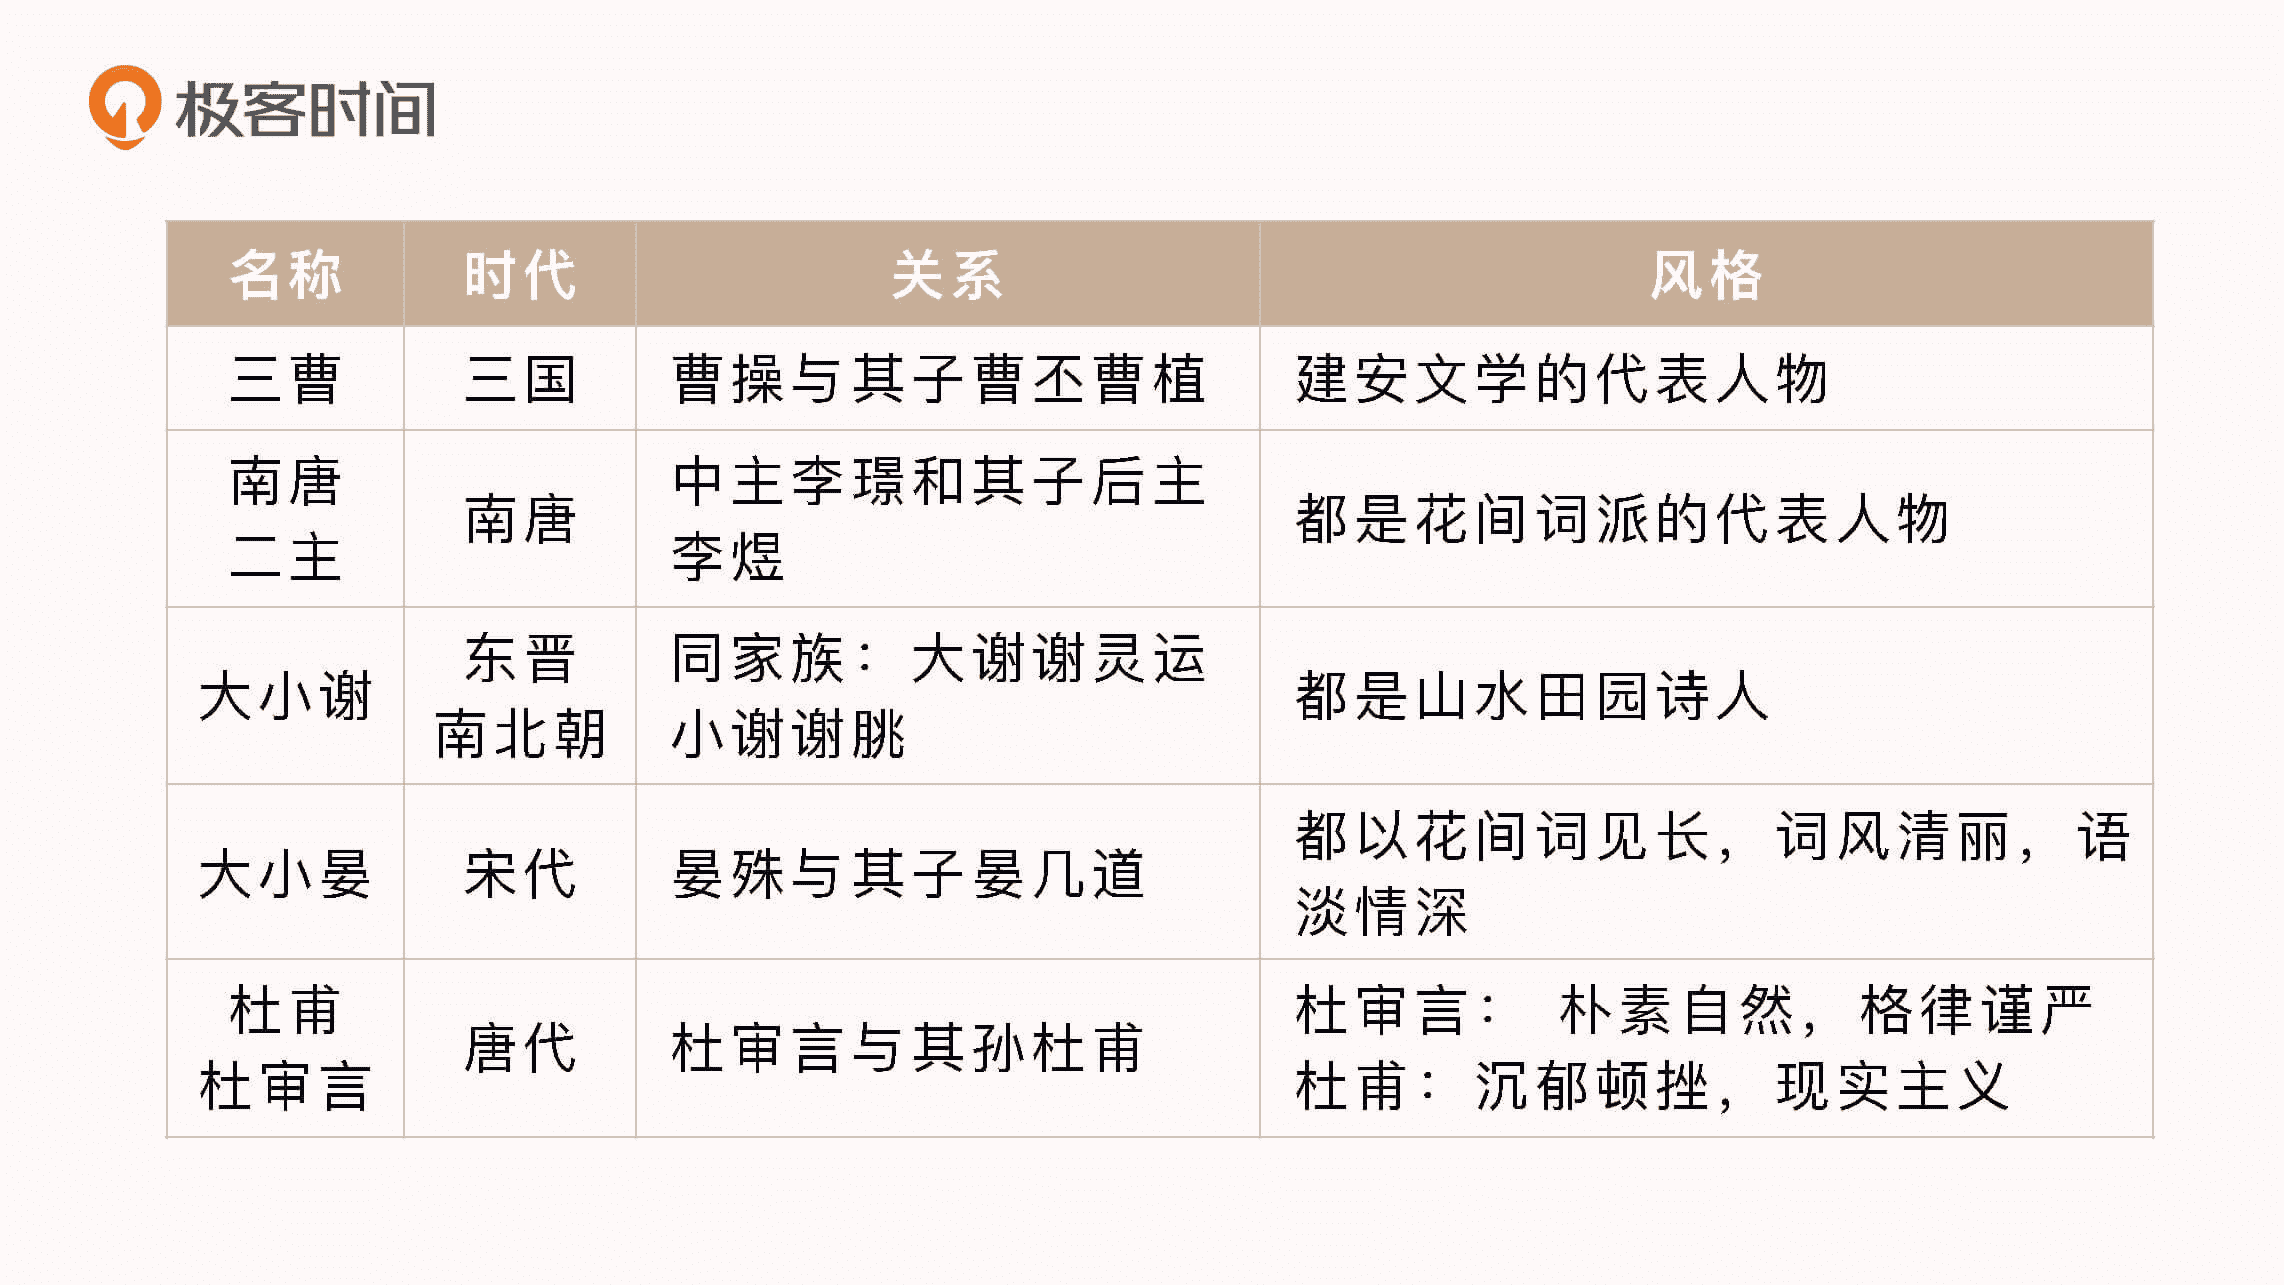 极客时间
名称 时代 关系 风格
三曹 三国 曹操与其子曹丕曹植 建安文学的代表人物
南唐
二主
南唐
中主李璟和其子后主
李煜
都是花间词派的代表人物
大小谢
东晋
南北朝
同家族：大谢谢灵运
小谢谢朓
都是山水田园诗人
大小晏 宋代 晏殊与其子晏几道
都以花间词见长，词风清丽，语
淡情深
杜甫
杜审言
唐代
杜审言与其孙杜甫
杜审言： 朴素自然，格律谨严
杜甫：沉郁顿挫，现实主义